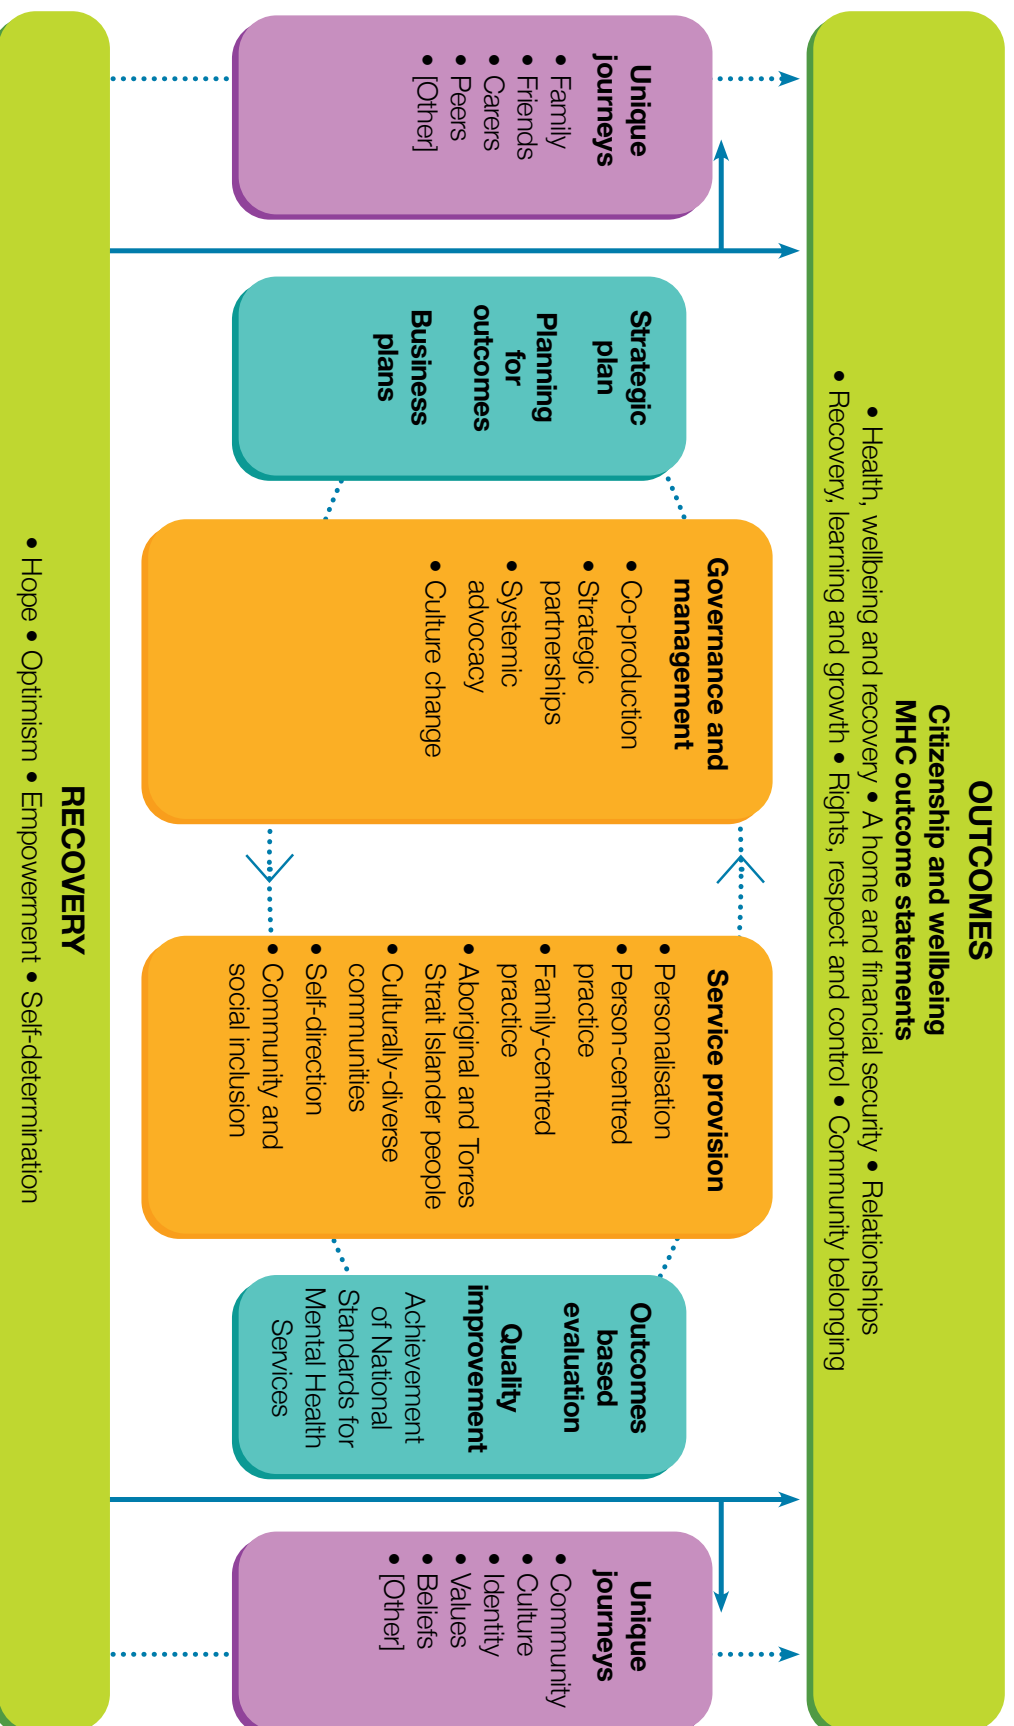 OUTCOMES
Citizenship and wellbeing
MHC outcome statements
• Health, wellbeing and recovery • A home and financial security • Relationships
• Recovery, learning and growth • Rights, respect and control • Community belonging
Unique
journeys
• Family
• Friends
• Carers
• Peers
• [Other]
Strategic
plan
Planning
for
outcomes
Business
plans
Governance and
management
• Co-production
• Strategic
partnerships
• Systemic
advocacy
• Culture change
Service provision
• Personalisation
• Person-centred
practice
• Family-centred
practice
• Aboriginal and Torres
Strait Islander people
• Culturally-diverse
communities
• Self-direction
• Community and
social inclusion
Outcomes
based
evaluation
Quality
improvement
Achievement
of National
Standards for
Mental Health
Services
Unique
journeys
• Community
• Culture
• Identity
• Values
• Beliefs
• [Other]
RECOVERY
• Hope • Optimism • Empowerment • Self-determination